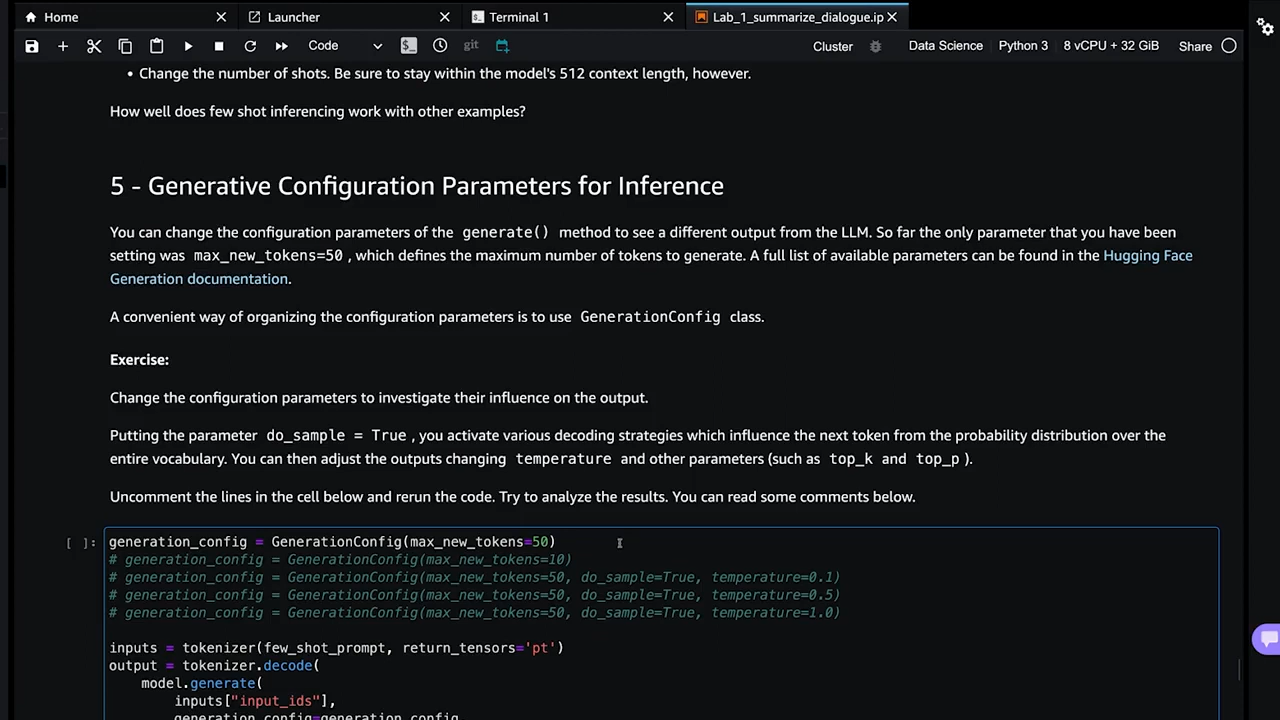 Home
Launcher
Terminal 1
Lab_1_summarize_dialogue.ip
Code
git
Cluster
Data Science
Python 3
8 vCPU + 32 GiB
Share
• Change the number of shots. Be sure to stay within the model's 512 context length, however.
How well does few shot inferencing work with other examples?
5 - Generative Configuration Parameters for Inference
You can change the configuration parameters of the generate() method to see a different output from the LLM. So far the only parameter that you have been
setting was max_new_tokens=50 , which defines the maximum number of tokens to generate. A full list of available parameters can be found in the Hugging Face
Generation documentation.
A convenient way of organizing the configuration parameters is to use GenerationConfig class.
Exercise:
Change the configuration parameters to investigate their influence on the output.
Putting the parameter do_sample = True , you activate various decoding strategies which influence the next token from the probability distribution over the
entire vocabulary. You can then adjust the outputs changing temperature and other parameters (such as top_k and top_p ).
Uncomment the lines in the cell below and rerun the code. Try to analyze the results. You can read some comments below.
[ ]: generation_config = GenerationConfig(max_new_tokens=50)
# generation_config = GenerationConfig(max_new_tokens=10)
# generation_config = GenerationConfig(max_new_tokens=50, do_sample=True, temperature=0.1)
# generation_config = GenerationConfig(max_new_tokens=50, do_sample=True, temperature=0.5)
# generation_config = GenerationConfig(max_new_tokens=50, do_sample=True, temperature=1.0)
inputs = tokenizer(few_shot_prompt, return_tensors='pt')
output = tokenizer.decode(
model.generate(
inputs["input_ids"],
generation_config=generation_config